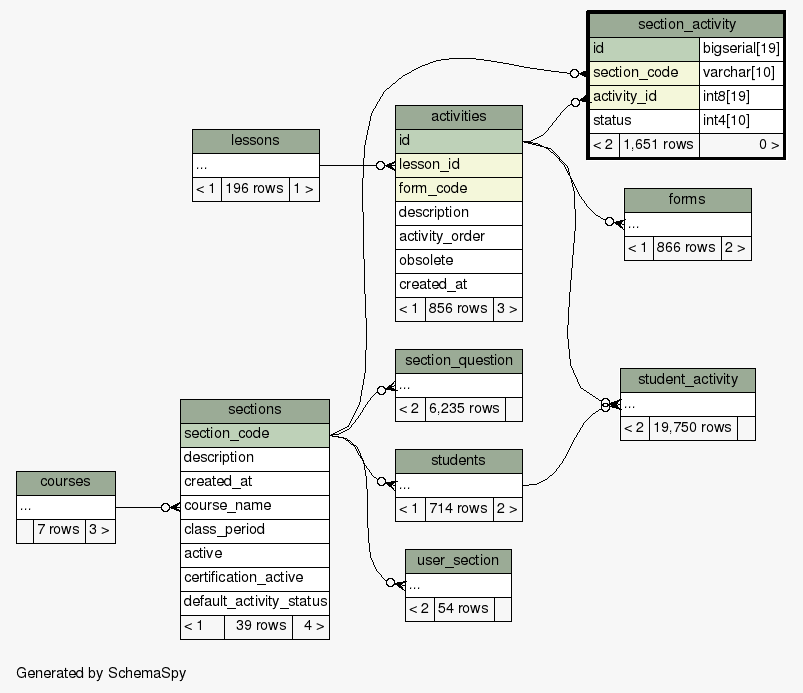 section_activity
id bigserial[19]
section_code varchar[10]
activity_id int8[19]
status int4[10]
< 2 1,651 rows 0 >
activities
id
lesson_id
form_code
description
activity_order
obsolete
created_at
< 1 856 rows 3 >
lessons
...
< 1 196 rows 1 >
forms
...
< 1 866 rows 2 >
section_question
...
< 2 6,235 rows
student_activity
...
< 2 19,750 rows
sections
section_code
description
created_at
course_name
class_period
active
certification_active
default_activity_status
< 1 39 rows 4 >
students
...
< 1 714 rows 2 >
courses
...
7 rows 3 >
user_section
...
< 2 54 rows
Generated by SchemaSpy